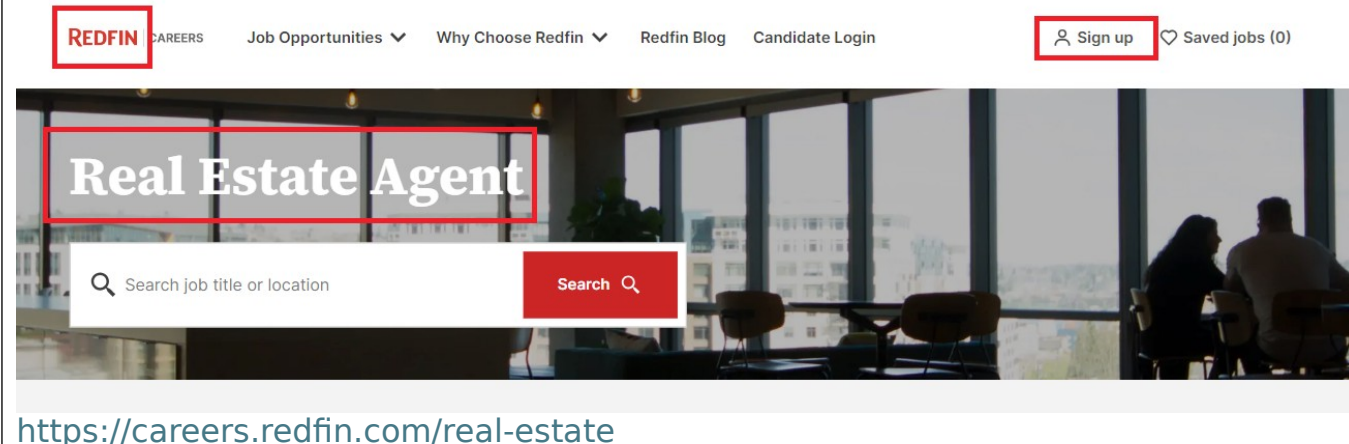 REDFIN CAREERS Job Opportunities Why Choose Redfin Redfin Blog Candidate Login Sign up Saved jobs (0)
Real Estate Agent
Search job title or location Search
https://careers.redfin.com/real-estate